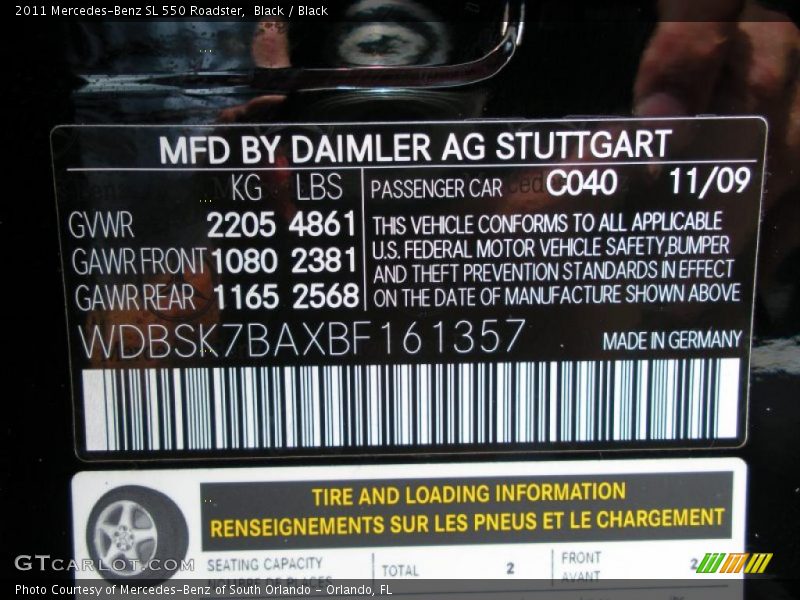 2011 Mercedes-Benz SL 550 Roadster,  Black / Black
MFD BY DAIMLER AG STUTTGART
KG LBS
GVWR 2205 4861
GAWR FRONT 1080 2381
GAWR REAR 1165 2568
PASSENGER CAR C040 11/09
THIS VEHICLE CONFORMS TO ALL APPLICABLE
U.S. FEDERAL MOTOR VEHICLE SAFETY,BUMPER
AND THEFT PREVENTION STANDARDS IN EFFECT
ON THE DATE OF MANUFACTURE SHOWN ABOVE
WDBSK7BAXBF161357 MADE IN GERMANY
TIRE AND LOADING INFORMATION
RENSEIGNEMENTS SUR LES PNEUS ET LE CHARGEMENT
SEATING CAPACITY TOTAL 2 FRONT 2
NOMBRE DE PLACES AVANT
GTcarlot.com
Photo Courtesy of Mercedes-Benz of South Orlando - Orlando, FL